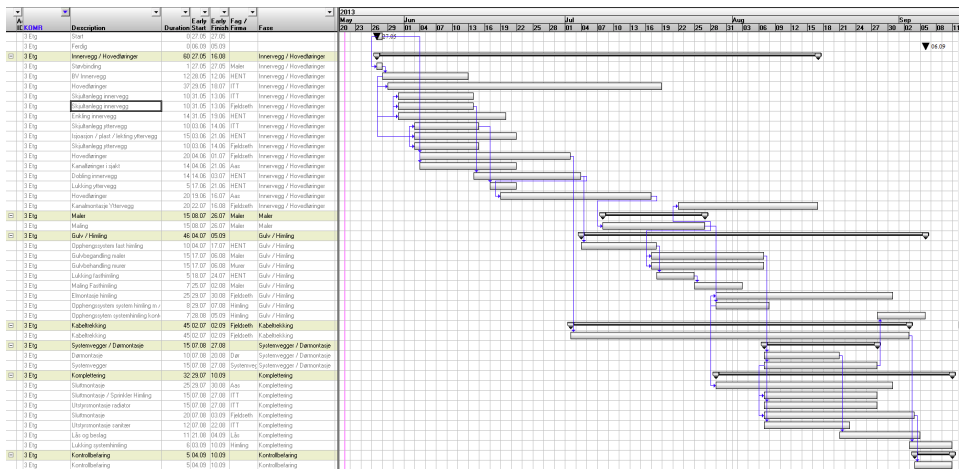 2013
May Jun Jul Aug Sep
A ID KOMR Description Duration Early Start Early Finish Fag / Firma Fase 20 23 26 29 01 04 07 10 13 16 19 22 25 28 01 04 07 10 13 16 19 22 25 28 31 03 06 09 12 15 18 21 24 27 30 02 05 08 11
3 Etg Start 0 27.05 27.05 27.05
3 Etg Ferdig 0 06.09 05.09 06.09
3 Etg Innervegg / Hovedføringer 60 27.05 16.08 Innervegg / Hovedføringer
3 Etg Støvbinding 1 27.05 27.05 Maler Innervegg / Hovedføringer
3 Etg BV Innervegg 12 28.05 12.06 HENT Innervegg / Hovedføringer
3 Etg Hovedføringer 37 29.05 18.07 ITT Innervegg / Hovedføringer
3 Etg Skjultanlegg innervegg 10 31.05 13.06 ITT Innervegg / Hovedføringer
3 Etg Skjultanlegg innervegg 10 31.05 13.06 Fjeldseth Innervegg / Hovedføringer
3 Etg Enkling innervegg 14 31.05 19.06 HENT Innervegg / Hovedføringer
3 Etg Skjultanlegg yttervegg 10 03.06 14.06 ITT Innervegg / Hovedføringer
3 Etg Isposjon / plast / lekting yttervegg 15 03.06 21.06 HENT Innervegg / Hovedføringer
3 Etg Skjultanlegg yttervegg 10 03.06 14.06 Fjeldseth Innervegg / Hovedføringer
3 Etg Hovedføringer 20 04.06 01.07 Fjeldseth Innervegg / Hovedføringer
3 Etg Kanalføringer i sjakt 14 04.06 21.06 Aas Innervegg / Hovedføringer
3 Etg Dobling innervegg 14 14.06 03.07 HENT Innervegg / Hovedføringer
3 Etg Lukking yttervegg 5 17.06 21.06 HENT Innervegg / Hovedføringer
3 Etg Hovedføringer 20 19.06 16.07 Aas Innervegg / Hovedføringer
3 Etg Kanalmontasje Yttervegg 20 22.07 16.08 Fjeldseth Innervegg / Hovedføringer
3 Etg Maler 15 08.07 26.07 Maler Maler
3 Etg Maling 15 08.07 26.07 Maler Maler
3 Etg Gulv / Himling 46 04.07 05.09 Gulv / Himling
3 Etg Opphengssystem fast himling 10 04.07 17.07 HENT Gulv / Himling
3 Etg Gulvbegandling maler 15 17.07 06.08 Maler Gulv / Himling
3 Etg Gulvbehandling murer 15 17.07 06.08 Murer Gulv / Himling
3 Etg Lukking fasthimling 5 18.07 24.07 HENT Gulv / Himling
3 Etg Maling Fasthimling 7 25.07 02.08 Maler Gulv / Himling
3 Etg Elmontasje himling 25 29.07 30.08 Fjeldseth Gulv / Himling
3 Etg Opphengssystem system himling m 8 29.07 07.08 Himling Gulv / Himling
3 Etg Opphengssystem systemhimling kont 7 28.08 05.09 Himling Gulv / Himling
3 Etg Kabeltrekking 45 02.07 02.09 Fjeldseth Kabeltrekking
3 Etg Kabeltrekking 45 02.07 02.09 Fjeldseth Kabeltrekking
3 Etg Systemvegger / Dørmontasje 15 07.08 27.08 Systemvegger / Dørmontasje
3 Etg Dørmontasje 10 07.08 20.08 Dør Systemvegger / Dørmontasje
3 Etg Systemvegger 15 07.08 27.08 Systemveg Systemvegger / Dørmontasje
3 Etg Komplettering 32 29.07 10.09 Komplettering
3 Etg Sluttmontasje 25 29.07 30.08 Aas Komplettering
3 Etg Sluttmontasje / Sprinkler Himling 15 07.08 27.08 ITT Komplettering
3 Etg Utstyrsmontasje radiator 15 07.08 27.08 ITT Komplettering
3 Etg Sluttmontasje 20 07.08 03.09 Fjeldseth Komplettering
3 Etg Utstyrsmontasje sanitær 12 07.08 22.08 ITT Komplettering
3 Etg Lås og beslag 11 21.08 04.09 Lås Komplettering
3 Etg Lukking systemhimling 6 03.09 10.09 Himling Komplettering
3 Etg Kontrollbefaring 5 04.09 10.09 Kontrollbefaring
3 Etg Kontrollbefaring 5 04.09 10.09 Kontrollbefaring